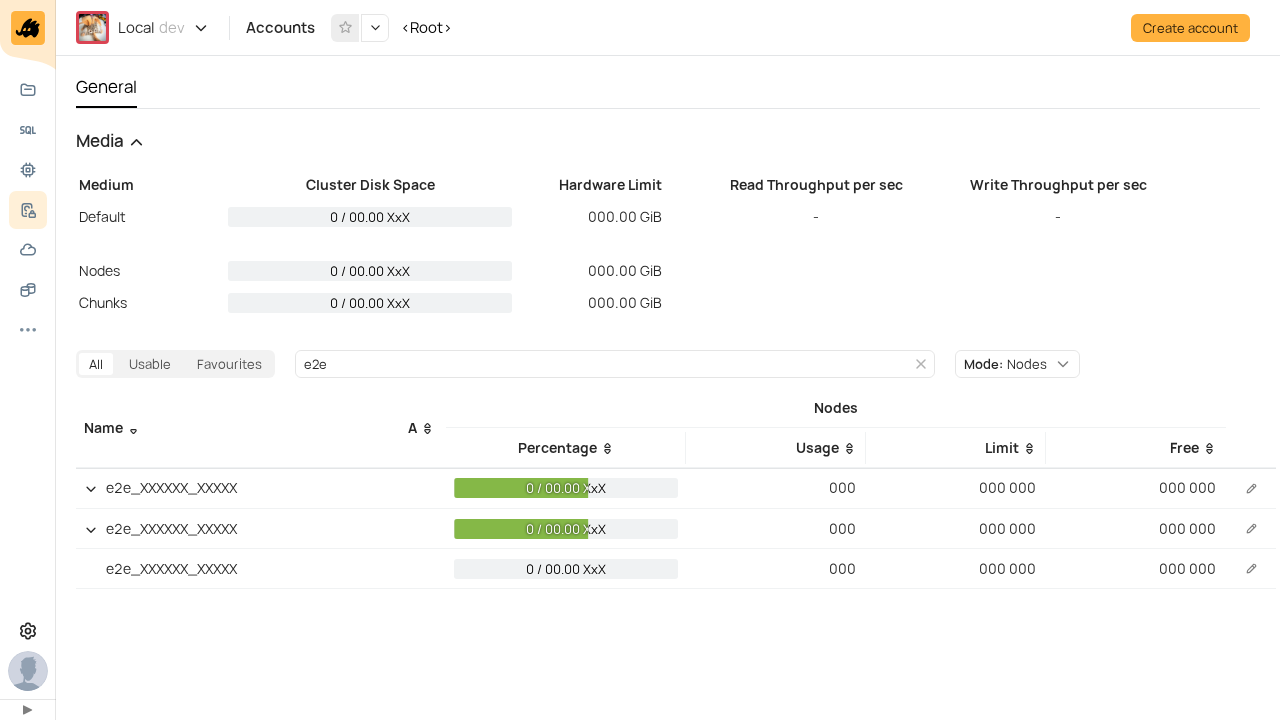 Local dev
Accounts
<Root>
Create account
SQL
General
Media
Medium Cluster Disk Space Hardware Limit Read Throughput per sec Write Throughput per sec
Default 0 / 00.00 XxX 000.00 GiB - -
Nodes 0 / 00.00 XxX 000.00 GiB
Chunks 0 / 00.00 XxX 000.00 GiB
All Usable Favourites e2e Mode: Nodes
Nodes
Name A
Percentage Usage Limit Free
e2e_XXXXXX_XXXXX 0 / 00.00 XxX 000 000 000 000 000
e2e_XXXXXX_XXXXX 0 / 00.00 XxX 000 000 000 000 000
e2e_XXXXXX_XXXXX 0 / 00.00 XxX 000 000 000 000 000